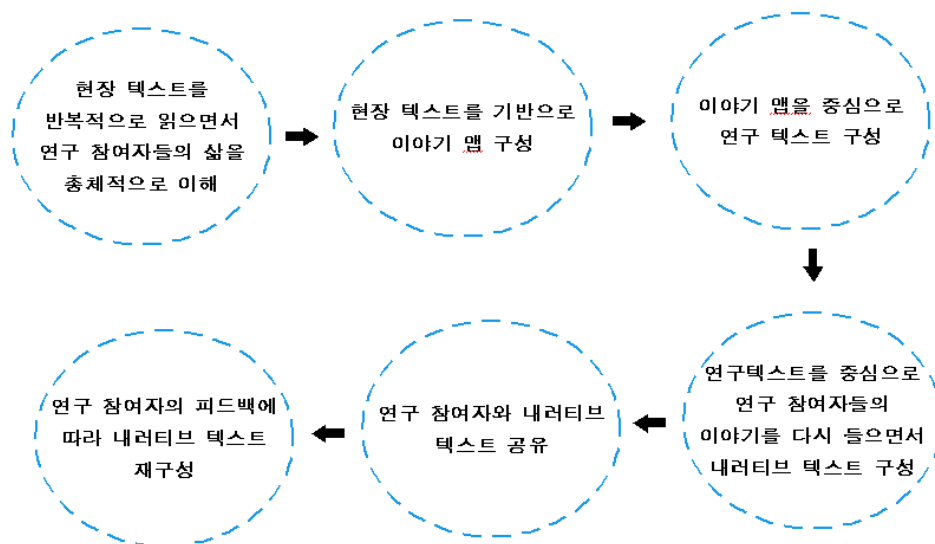 현장 텍스트를
반복적으로 읽으면서
연구 참여자들의 삶을
총체적으로 이해
현장 텍스트를 기반으로
이야기 맵 구성
이야기 맵을 중심으로
연구 텍스트 구성
연구텍스트를 중심으로
연구 참여자들의
이야기를 다시 들으면서
내러티브 텍스트 구성
연구 참여자와 내러티브
텍스트 공유
연구 참여자의 피드백에
따라 내러티브 텍스트
재구성